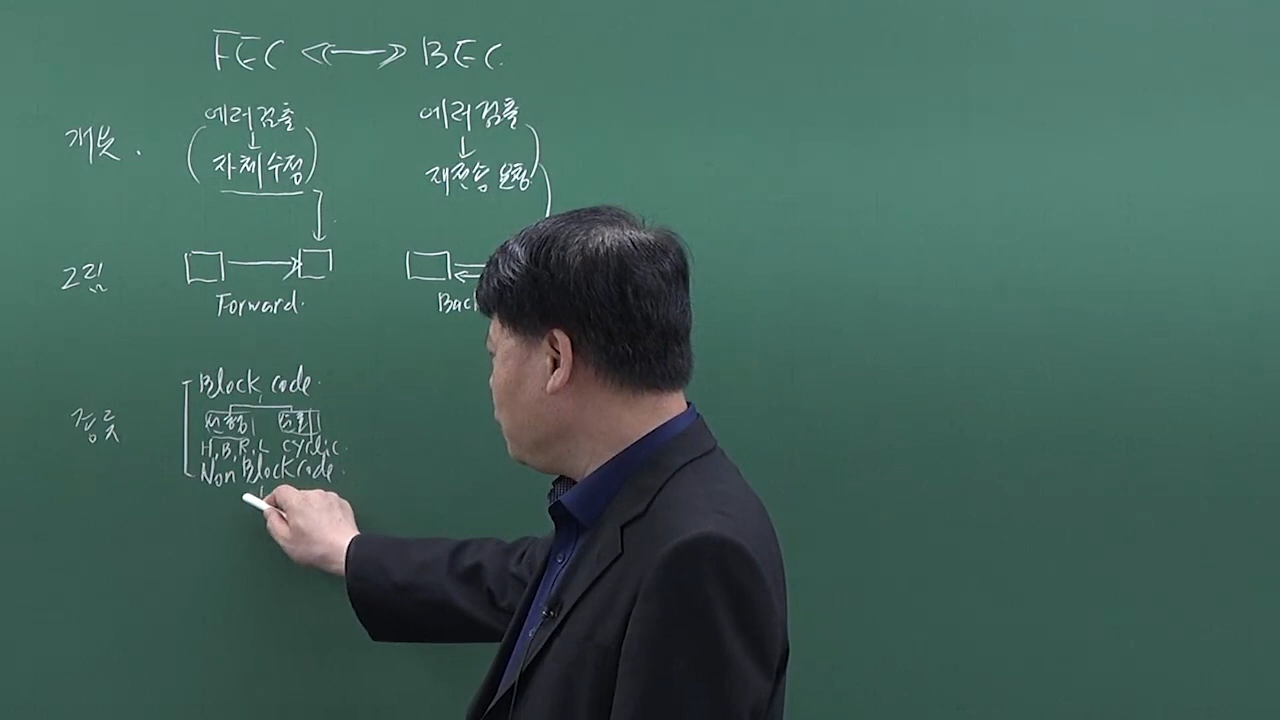 FEC ↔ BEC.
개념.
에러검출
↓
자체수정
에러검출
↓
재전송 요청
그림
Forward.
Bac
종류
Block code.
선형 순회
H, B, R, L cyclic.
Non Block code.